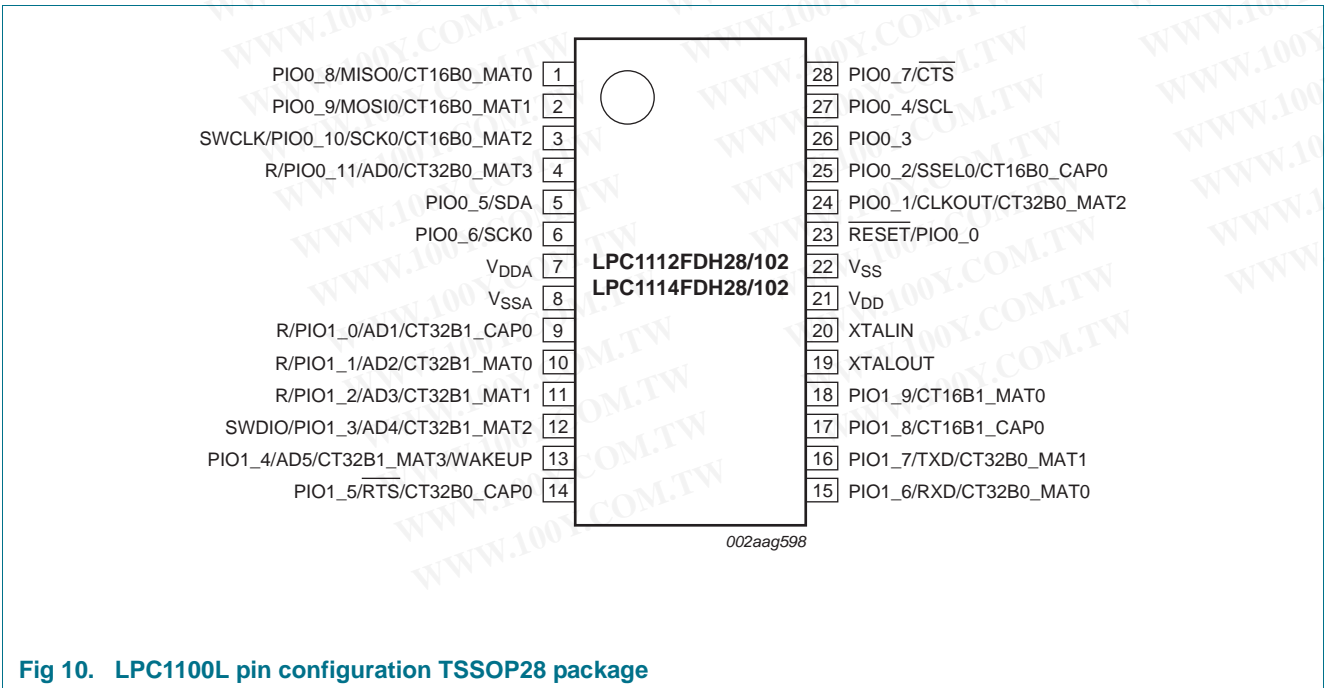 PIO0_8/MISO0/CT16B0_MAT0 1
PIO0_9/MOSI0/CT16B0_MAT1 2
SWCLK/PIO0_10/SCK0/CT16B0_MAT2 3
R/PIO0_11/AD0/CT32B0_MAT3 4
PIO0_5/SDA 5
PIO0_6/SCK0 6
VDDA 7
VSSA 8
R/PIO1_0/AD1/CT32B1_CAP0 9
R/PIO1_1/AD2/CT32B1_MAT0 10
R/PIO1_2/AD3/CT32B1_MAT1 11
SWDIO/PIO1_3/AD4/CT32B1_MAT2 12
PIO1_4/AD5/CT32B1_MAT3/WAKEUP 13
PIO1_5/RTS/CT32B0_CAP0 14
LPC1112FDH28/102
LPC1114FDH28/102
28 PIO0_7/CTS
27 PIO0_4/SCL
26 PIO0_3
25 PIO0_2/SSEL0/CT16B0_CAP0
24 PIO0_1/CLKOUT/CT32B0_MAT2
23 RESET/PIO0_0
22 VSS
21 VDD
20 XTALIN
19 XTALOUT
18 PIO1_9/CT16B1_MAT0
17 PIO1_8/CT16B1_CAP0
16 PIO1_7/TXD/CT32B0_MAT1
15 PIO1_6/RXD/CT32B0_MAT0
002aag598
Fig 10. LPC1100L pin configuration TSSOP28 package
WWW.100Y.COM.TW